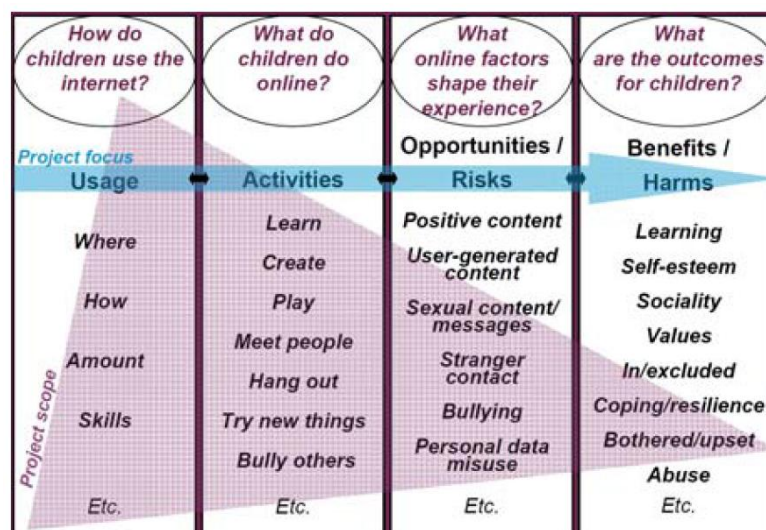 How do
children use the
internet?
What do
children do
online?
What
online factors
shape their
experience?
What
are the outcomes
for children?
Project focus
Usage
Activities
Opportunities /
Risks
Benefits /
Harms
Where
How
Amount
Skills
Etc.
Learn
Create
Play
Meet people
Hang out
Try new things
Bully others
Etc.
Positive content
User-generated
content
Sexual content/
messages
Stranger
contact
Bullying
Personal data
misuse
Etc.
Learning
Self-esteem
Sociality
Values
In/excluded
Coping/resilience
Bothered/upset
Abuse
Etc.
Project scope